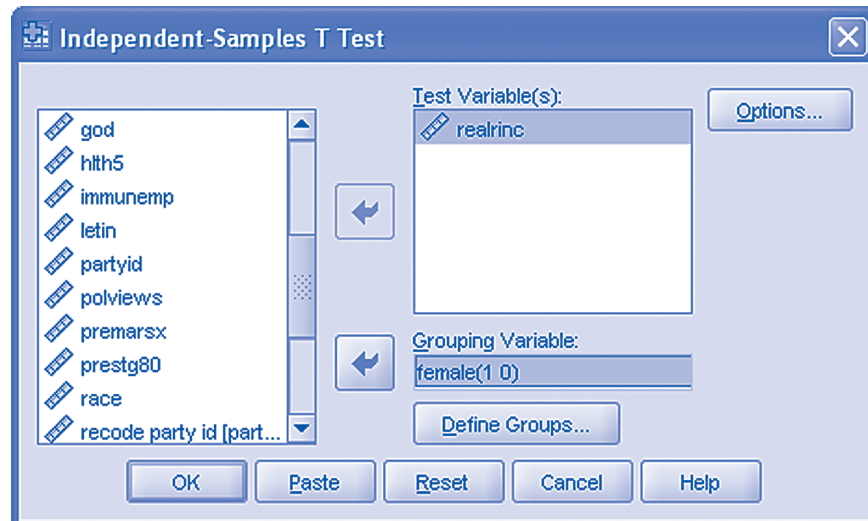 Independent-Samples T Test
god
hlth5
immunemp
letin
partyid
polviews
premarsx
prestg80
race
recode party id [part...
Test Variable(s):
realrinc
Options...
Grouping Variable:
female(1 0)
Define Groups...
OK
Paste
Reset
Cancel
Help